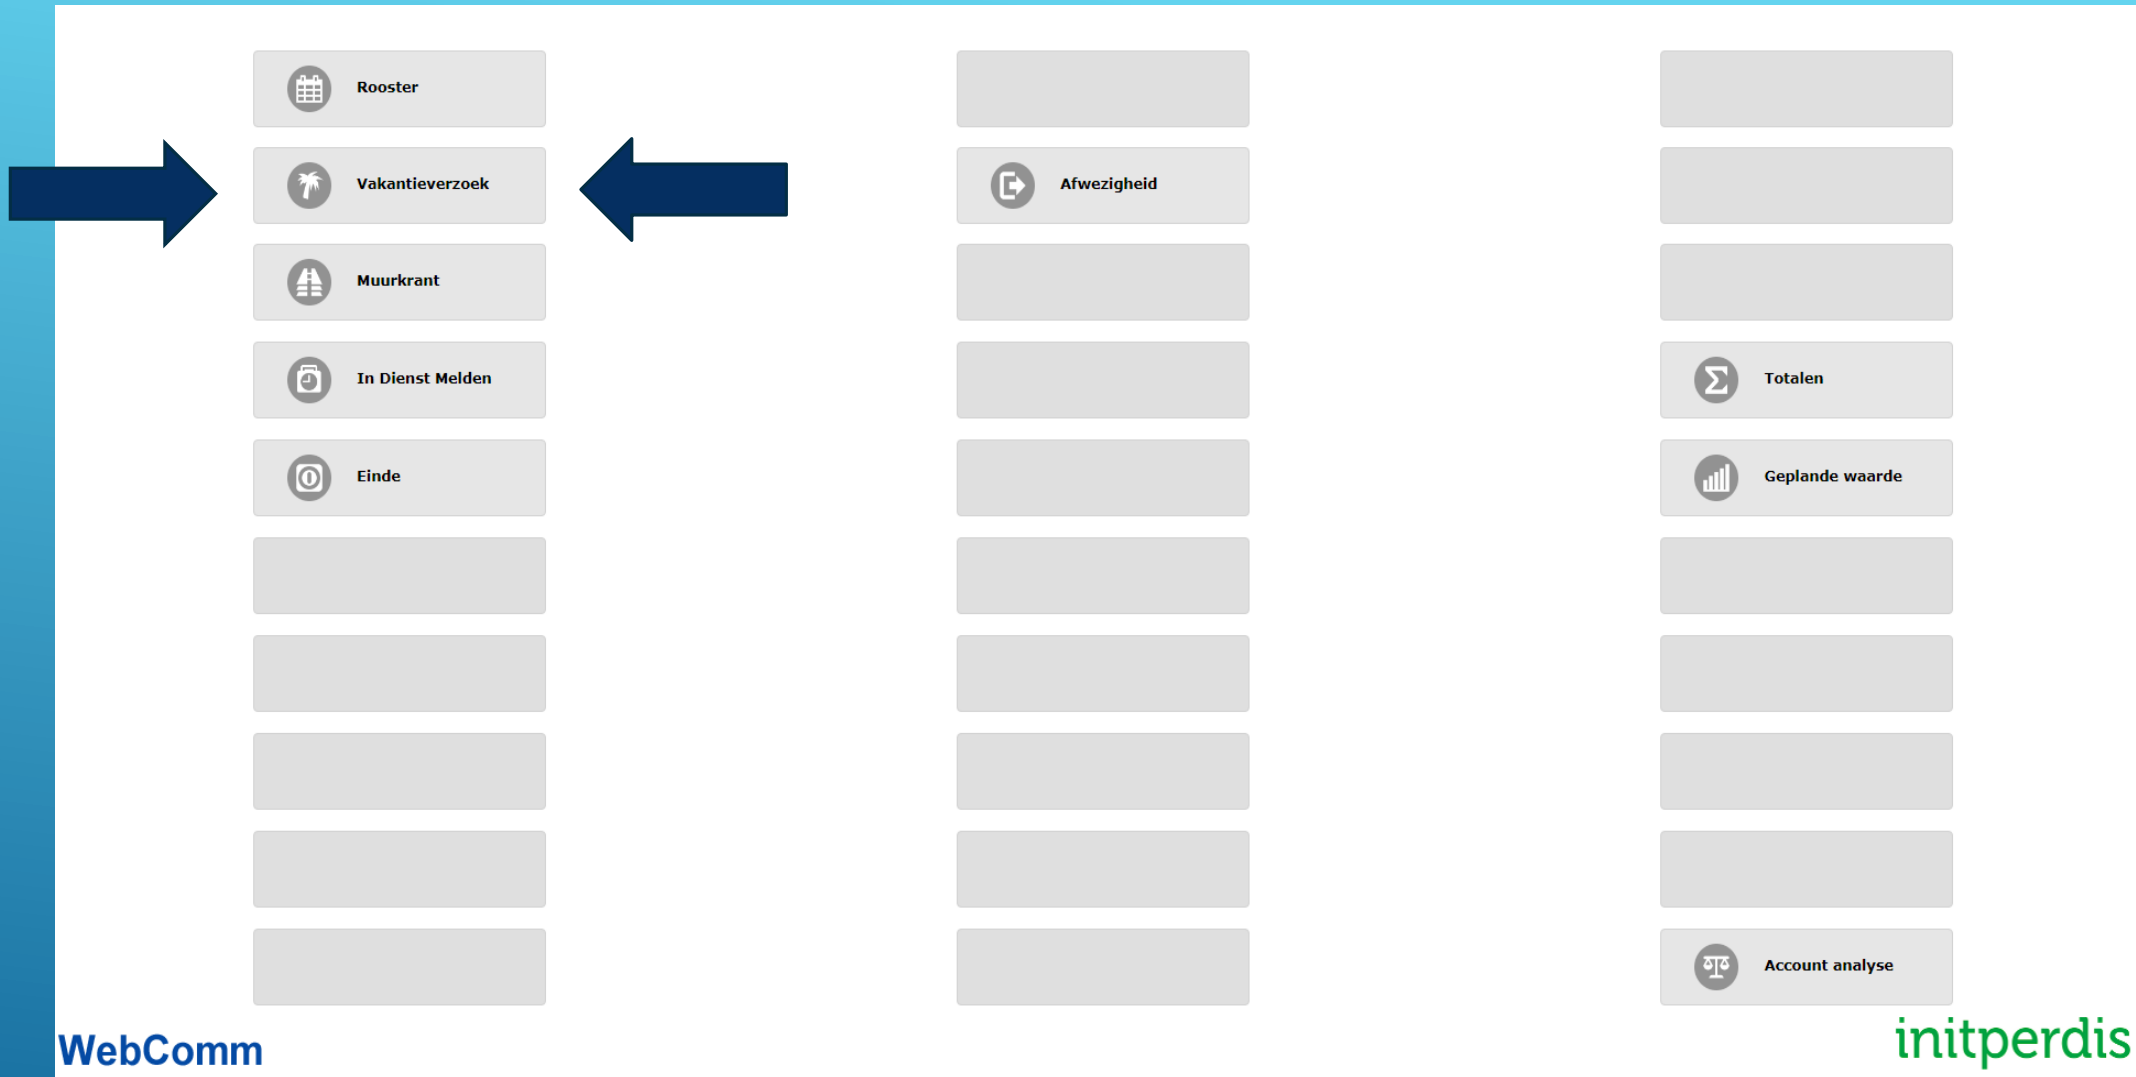 Rooster
Vakantieverzoek
Afwezigheid
Muurkrant
In Dienst Melden
Totalen
Einde
Geplande waarde
Account analyse
WebComm
initperdis